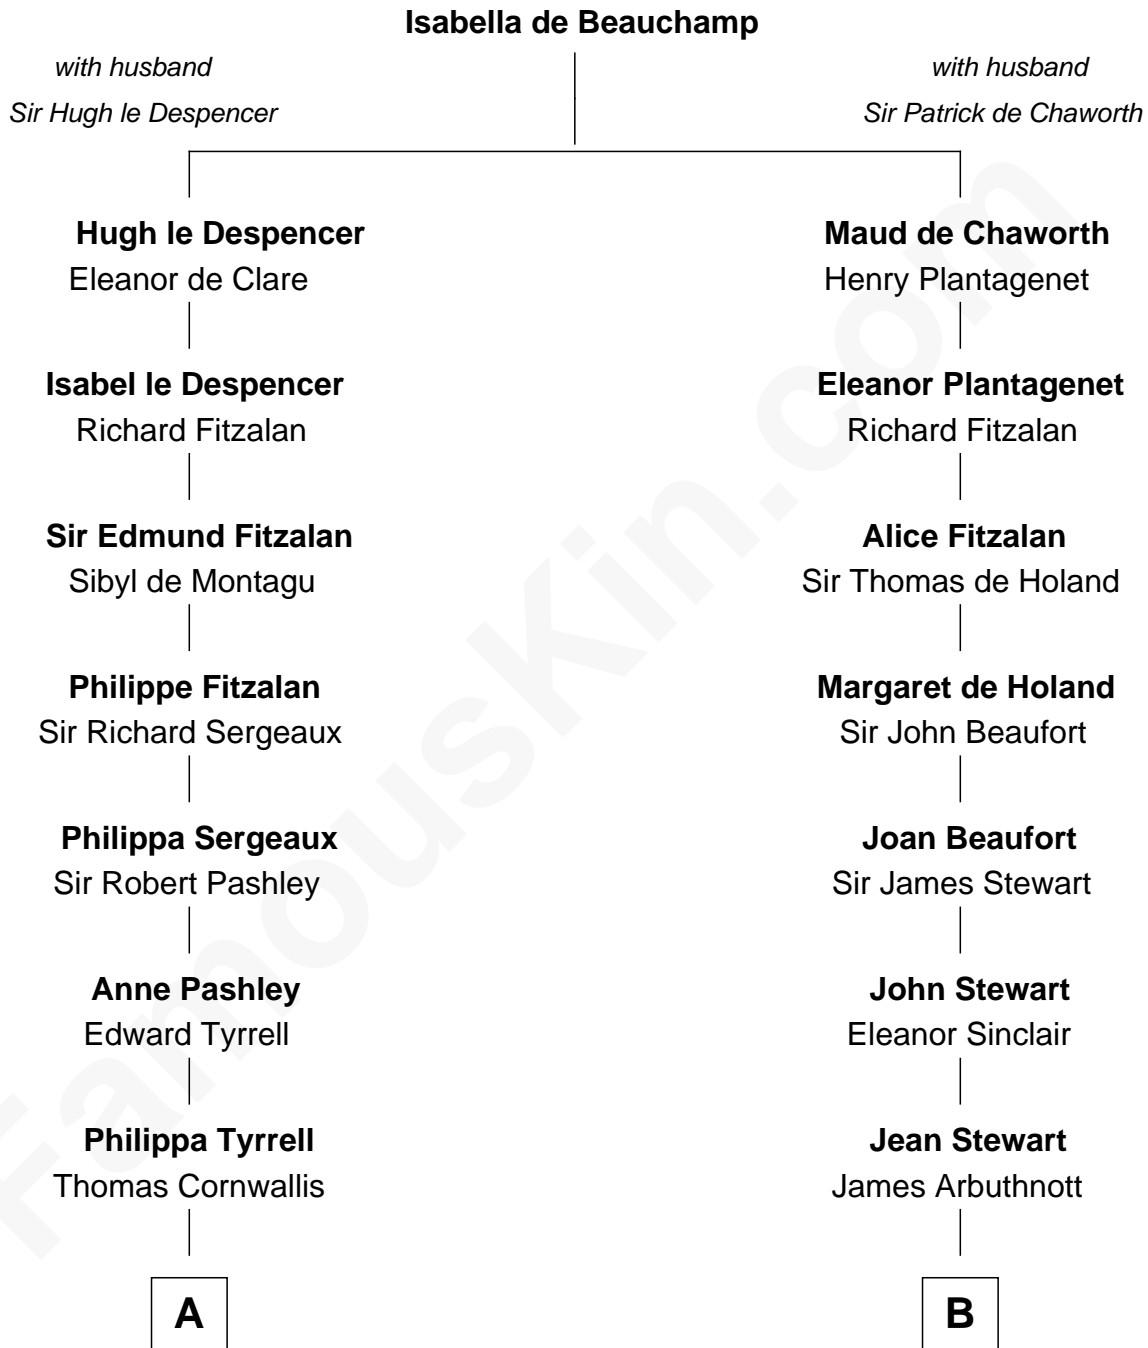 Isabella de Beauchamp
with husband
Sir Hugh le Despencer
with husband
Sir Patrick de Chaworth
Hugh le Despencer
Eleanor de Clare
Isabel le Despencer
Richard Fitzalan
Sir Edmund Fitzalan
Sibyl de Montagu
Philippe Fitzalan
Sir Richard Sergeaux
Philippa Sergeaux
Sir Robert Pashley
Anne Pashley
Edward Tyrrell
Philippa Tyrrell
Thomas Cornwallis
A
Maud de Chaworth
Henry Plantagenet
Eleanor Plantagenet
Richard Fitzalan
Alice Fitzalan
Sir Thomas de Holand
Margaret de Holand
Sir John Beaufort
Joan Beaufort
Sir James Stewart
John Stewart
Eleanor Sinclair
Jean Stewart
James Arbuthnott
B
FamousKin.com